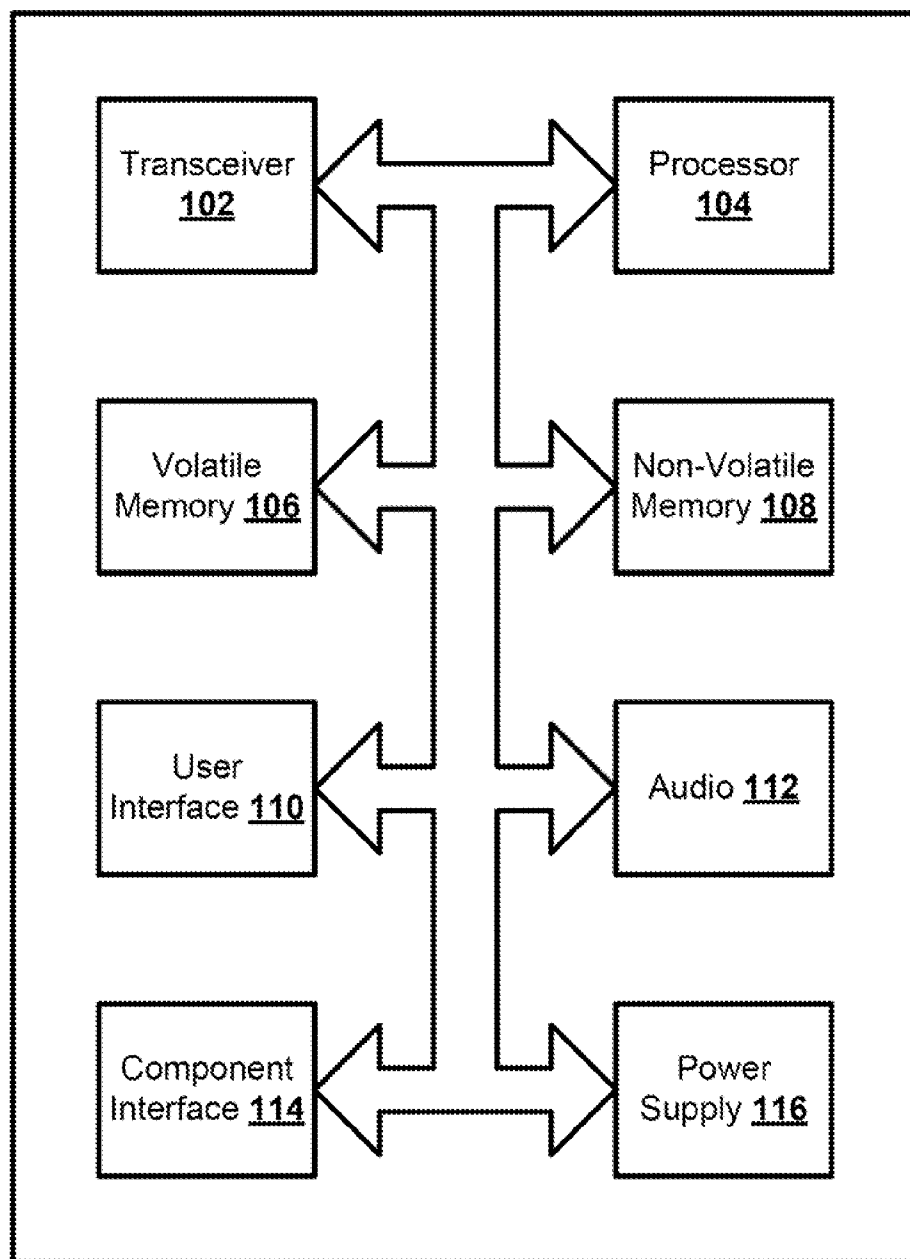 Transceiver
102
Processor
104
Volatile
Memory 106
Non-Volatile
Memory 108
User
Interface 110
Audio 112
Component
Interface 114
Power
Supply 116